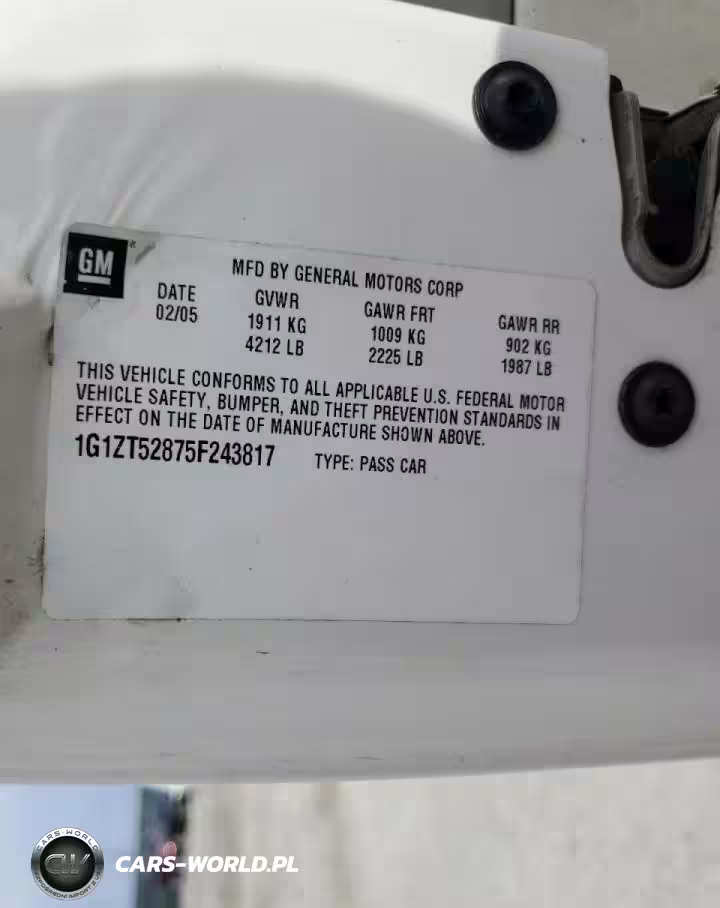 GM
MFD BY GENERAL MOTORS CORP
DATE GVWR GAWR FRT GAWR RR
02/05 1911 KG 1009 KG 902 KG
4212 LB 2225 LB 1987 LB
THIS VEHICLE CONFORMS TO ALL APPLICABLE U.S. FEDERAL MOTOR
VEHICLE SAFETY, BUMPER, AND THEFT PREVENTION STANDARDS IN
EFFECT ON THE DATE OF MANUFACTURE SHOWN ABOVE.
1G1ZT52875F243817 TYPE: PASS CAR
CARS-WORLD
CW
CARS-WORLD.PL